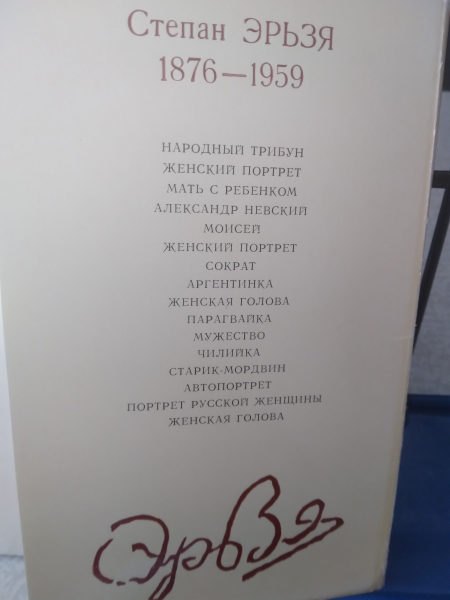 Степан ЭРЬЗЯ
1876—1959
НАРОДНЫЙ ТРИБУН
ЖЕНСКИЙ ПОРТРЕТ
МАТЬ С РЕБЕНКОМ
АЛЕКСАНДР НЕВСКИЙ
МОИСЕЙ
ЖЕНСКИЙ ПОРТРЕТ
СОКРАТ
АРГЕНТИНКА
ЖЕНСКАЯ ГОЛОВА
ПАРАГВАЙКА
МУЖЕСТВО
ЧИЛИЙКА
СТАРИК-МОРДВИН
АВТОПОРТРЕТ
ПОРТРЕТ РУССКОЙ ЖЕНЩИНЫ
ЖЕНСКАЯ ГОЛОВА
Эрьзя